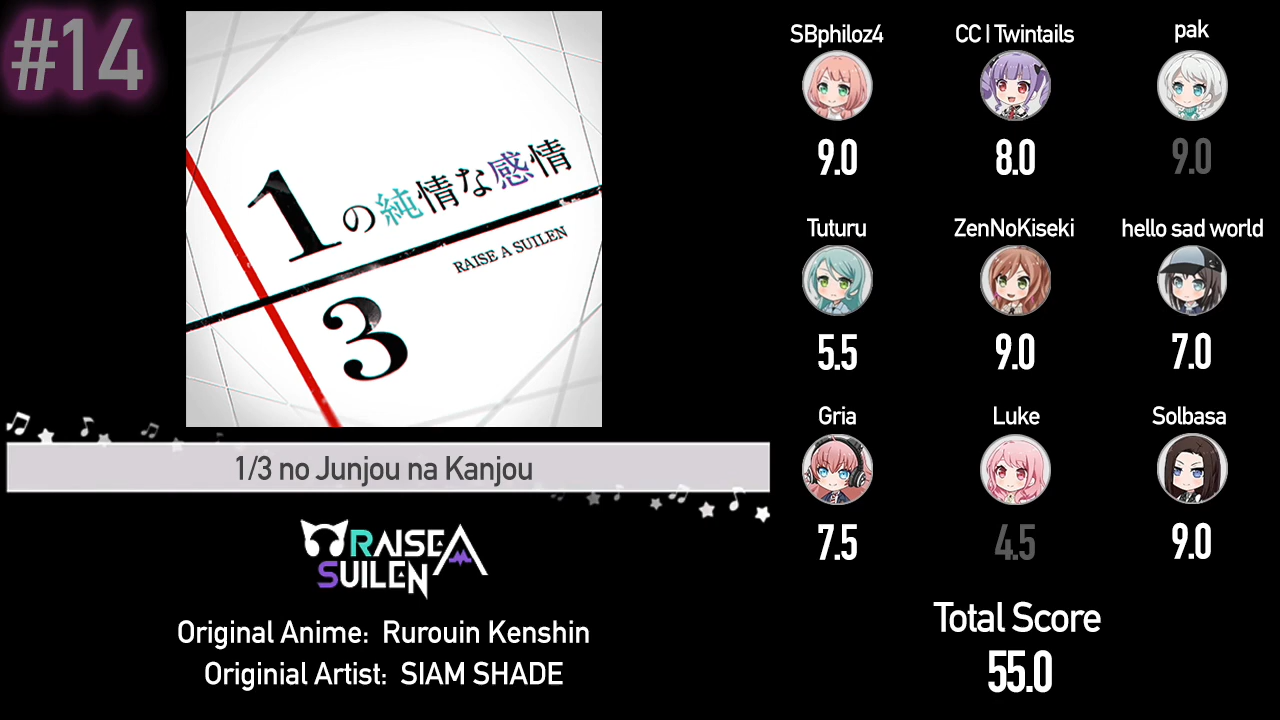 #14
1の純情な感情
3
RAISE A SUILEN
1/3 no Junjou na Kanjou
RAISE A
SUILEN
Original Anime: Rurouin Kenshin
Originial Artist: SIAM SHADE
SBphiloz4 CC | Twintails pak
9.0 8.0 9.0
Tuturu ZenNoKiseki hello sad world
5.5 9.0 7.0
Gria Luke Solbasa
7.5 4.5 9.0
Total Score
55.0